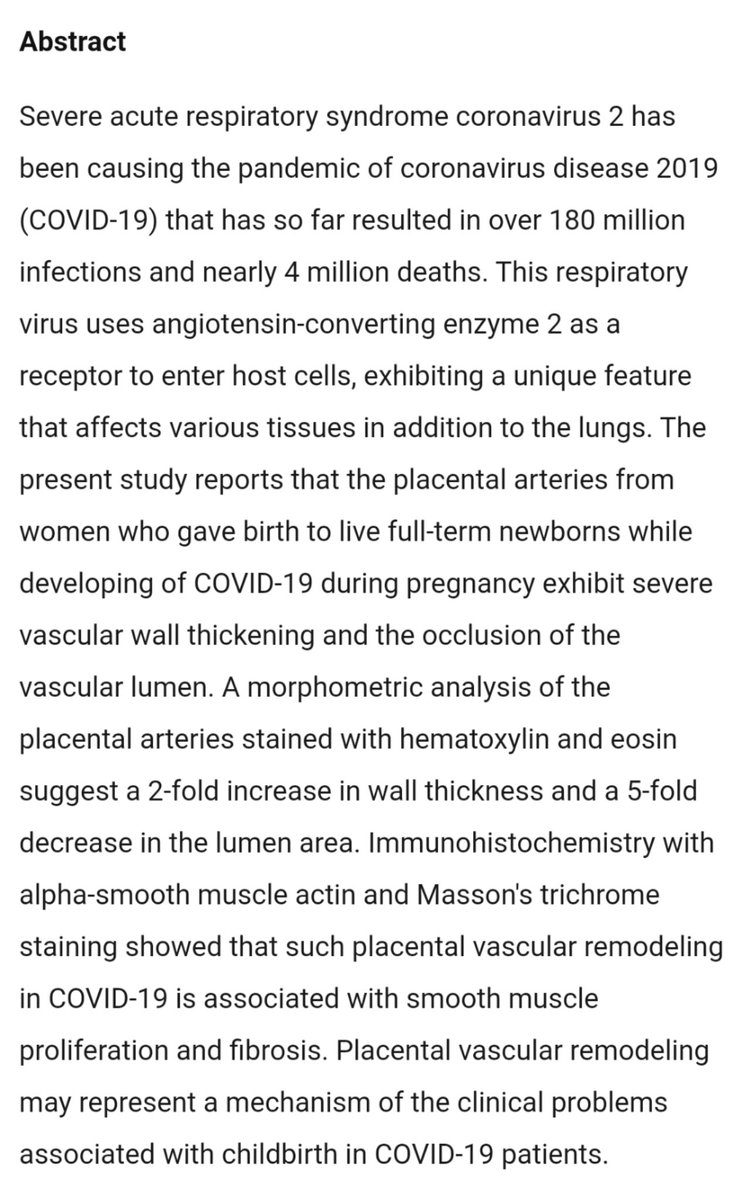 Abstract
Severe acute respiratory syndrome coronavirus 2 has
been causing the pandemic of coronavirus disease 2019
(COVID-19) that has so far resulted in over 180 million
infections and nearly 4 million deaths. This respiratory
virus uses angiotensin-converting enzyme 2 as a
receptor to enter host cells, exhibiting a unique feature
that affects various tissues in addition to the lungs. The
present study reports that the placental arteries from
women who gave birth to live full-term newborns while
developing of COVID-19 during pregnancy exhibit severe
vascular wall thickening and the occlusion of the
vascular lumen. A morphometric analysis of the
placental arteries stained with hematoxylin and eosin
suggest a 2-fold increase in wall thickness and a 5-fold
decrease in the lumen area. Immunohistochemistry with
alpha-smooth muscle actin and Masson's trichrome
staining showed that such placental vascular remodeling
in COVID-19 is associated with smooth muscle
proliferation and fibrosis. Placental vascular remodeling
may represent a mechanism of the clinical problems
associated with childbirth in COVID-19 patients.